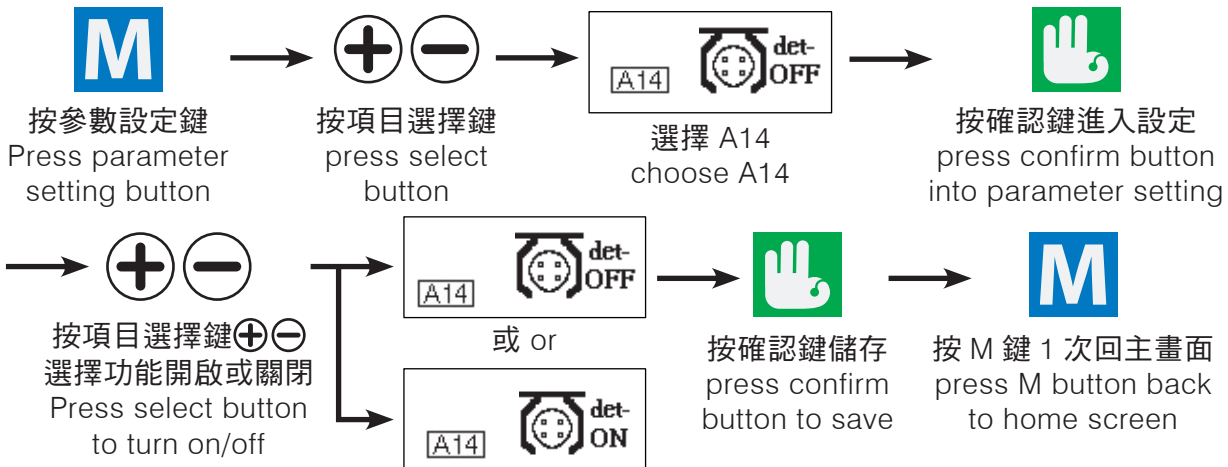 M
按參數設定鍵
Press parameter
setting button
按項目選擇鍵
press select
button
A14
det-
OFF
選擇 A14
choose A14
按確認鍵進入設定
press confirm button
into parameter setting
按項目選擇鍵⊕⊖
選擇功能開啟或關閉
Press select button
to turn on/off
A14
det-
OFF
或 or
A14
det-
ON
按確認鍵儲存
press confirm
button to save
M
按 M 鍵 1 次回主畫面
press M button back
to home screen